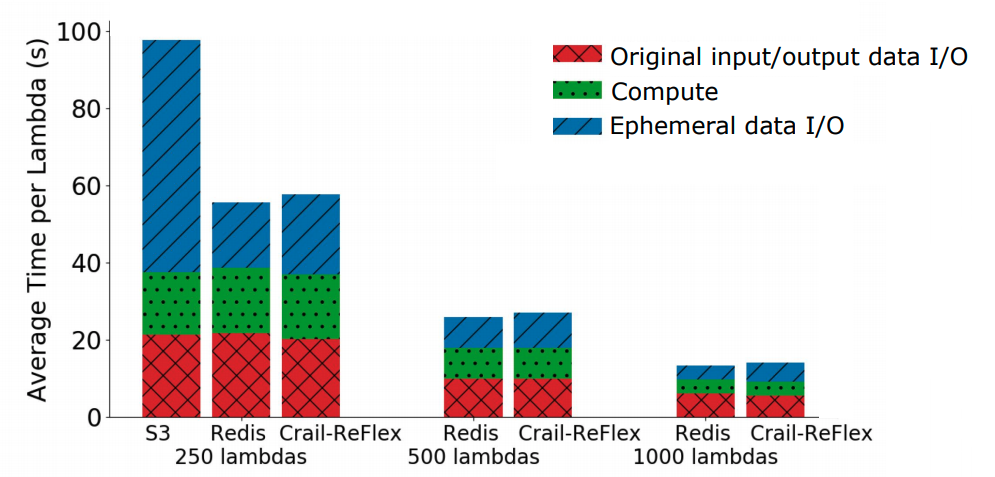 Average Time per Lambda (s)
100
80
60
40
20
0
Original input/output data I/O
Compute
Ephemeral data I/O
S3 Redis Crail-ReFlex Redis Crail-ReFlex Redis Crail-ReFlex
250 lambdas 500 lambdas 1000 lambdas